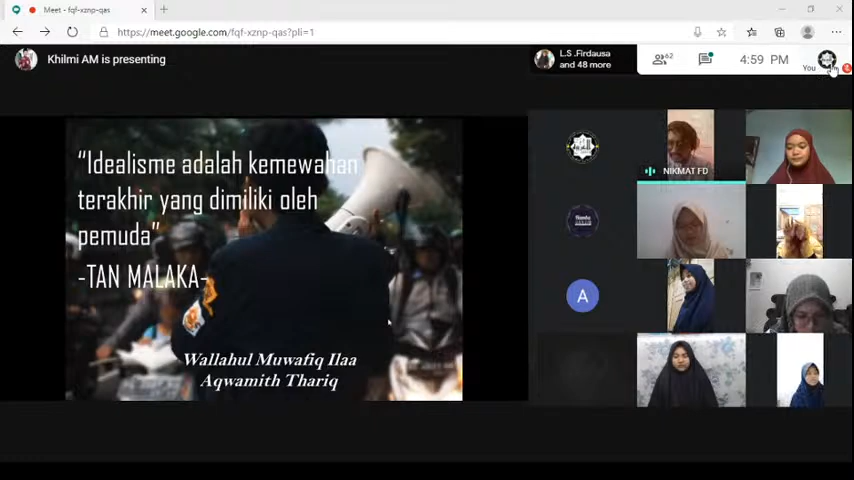 Meet - fqf-xznp-qas
https://meet.google.com/fqf-xznp-qas?pli=1
Khilmi AM is presenting
L.S .Firdausa
and 48 more
62
4:59 PM
You
“Idealisme adalah kemewahan
terakhir yang dimiliki oleh
pemuda”
-TAN MALAKA-
Wallahul Muwafiq Ilaa
Aqwamith Thariq
NIKMAT FD
A